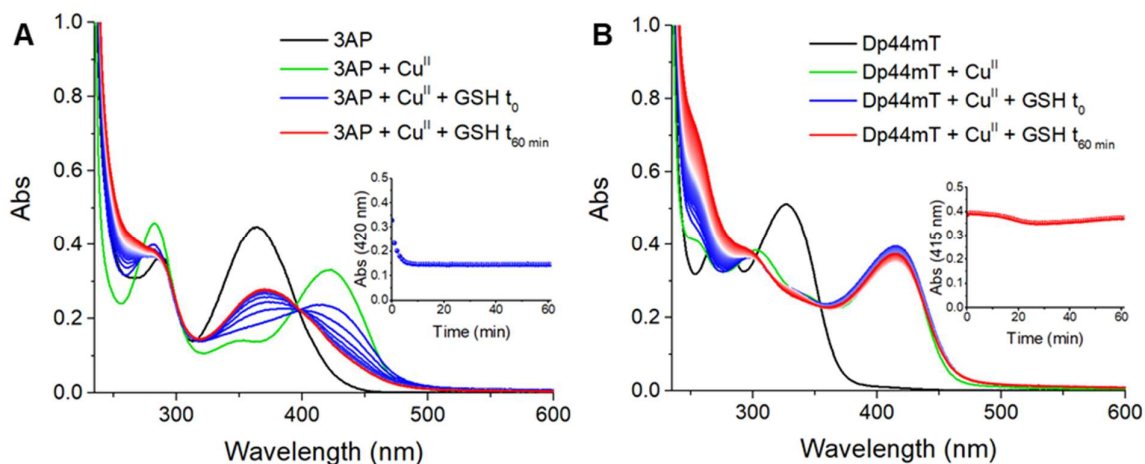 A
3AP
3AP + Cu^II
3AP + Cu^II + GSH t_0
3AP + Cu^II + GSH t_60 min
Abs
1.0
0.8
0.6
0.4
0.2
0.0
300
400
500
600
Wavelength (nm)
Abs (420 nm)
0.5
0.4
0.3
0.2
0.1
0.0
0
20
40
60
Time (min)
B
Dp44mT
Dp44mT + Cu^II
Dp44mT + Cu^II + GSH t_0
Dp44mT + Cu^II + GSH t_60 min
Abs
1.0
0.8
0.6
0.4
0.2
0.0
300
400
500
600
Wavelength (nm)
Abs (415 nm)
0.5
0.4
0.3
0.2
0.1
0.0
0
20
40
60
Time (min)